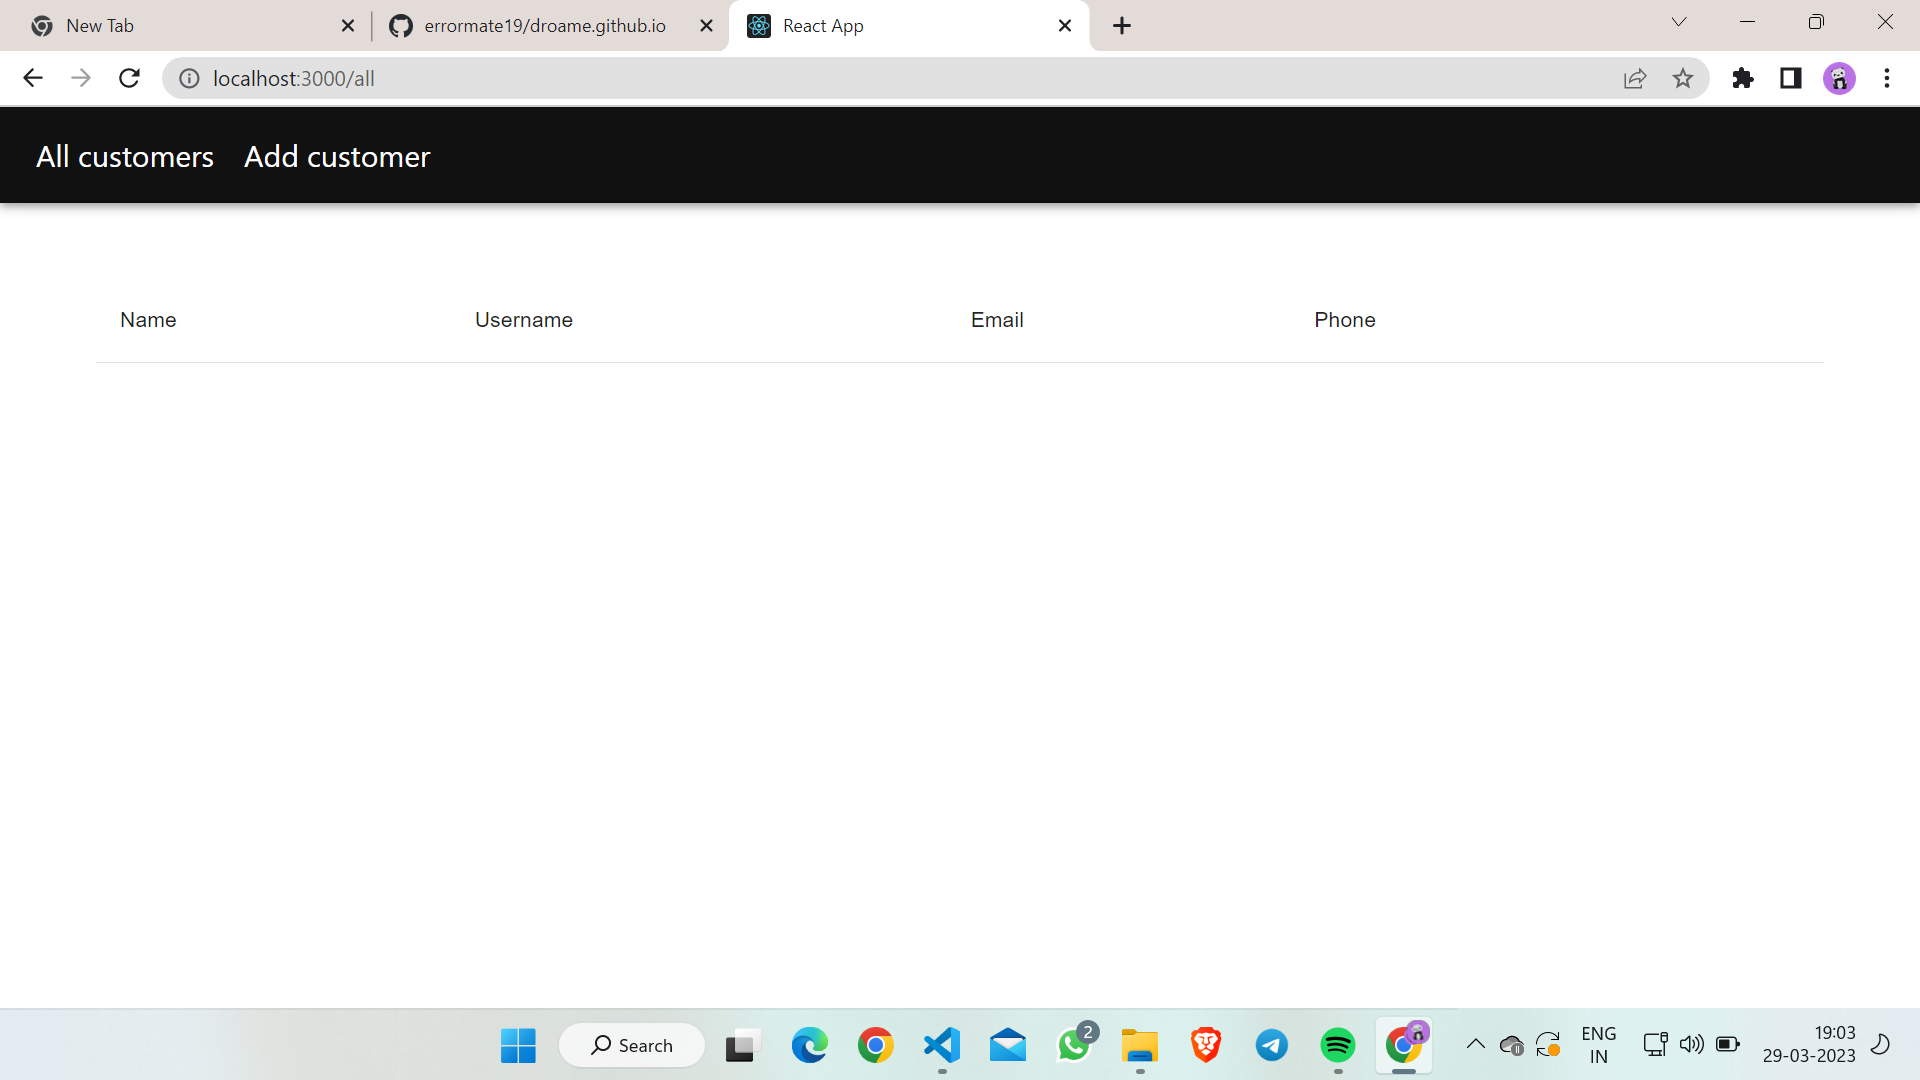 New Tab
errormate19/droame.github.io
React App
localhost:3000/all
All customers Add customer
Name Username Email Phone
Search
2
ENG
IN
19:03
29-03-2023